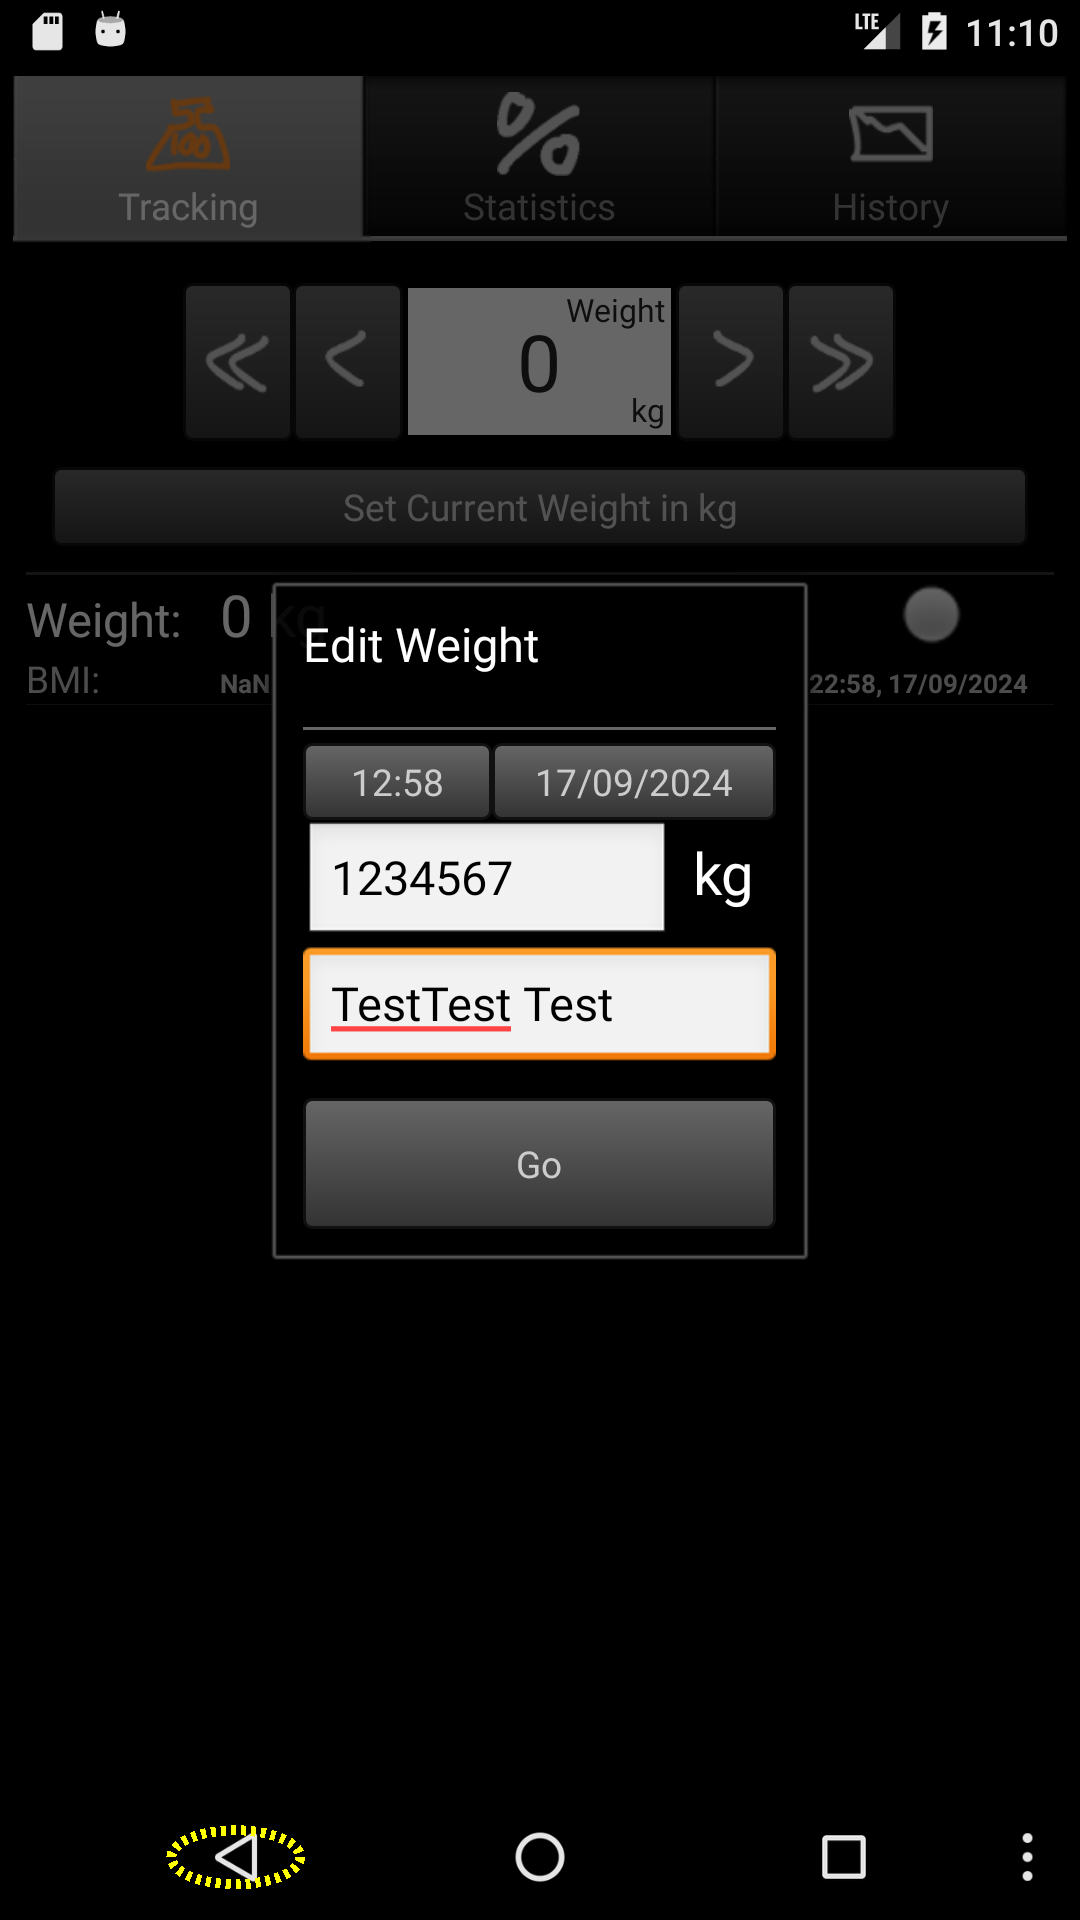 LTE 11:10
50
100
Tracking Statistics History
Weight
0
kg
Set Current Weight in kg
Weight: 0 kg
BMI: NaN 22:58, 17/09/2024
Edit Weight
12:58 17/09/2024
1234567 kg
TestTest Test
Go